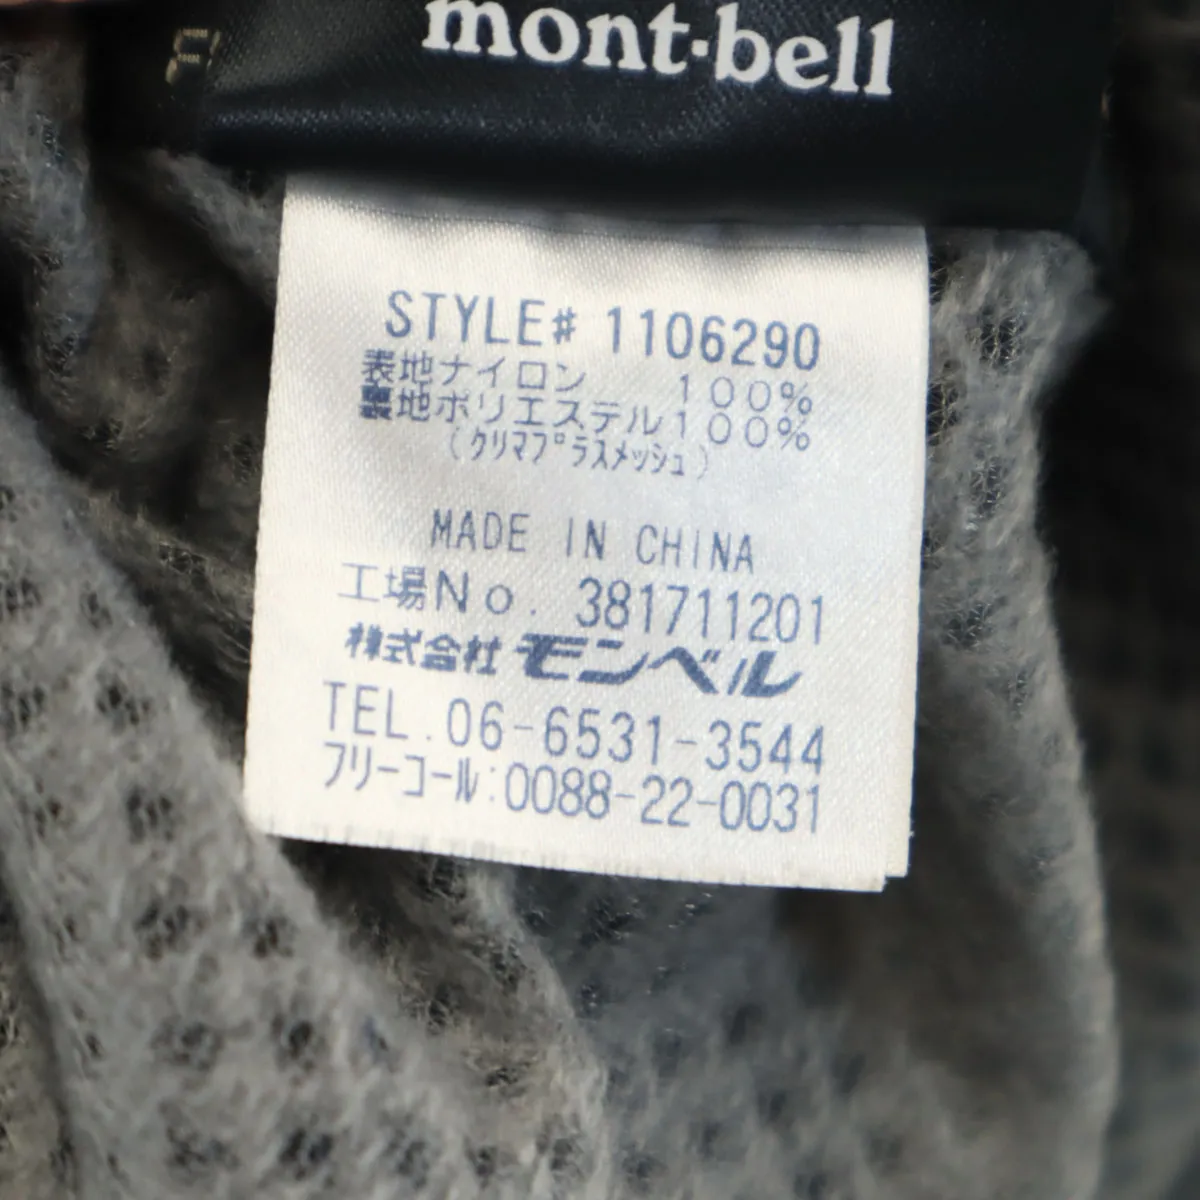 mont-bell
STYLE# 1106290
表地ナイロン 100%
裏地ポリエステル100%
(クリマプラスメッシュ)
MADE IN CHINA
工場No. 381711201
株式会社 モンベル
TEL.06-6531-3544
フリーコール:0088-22-0031